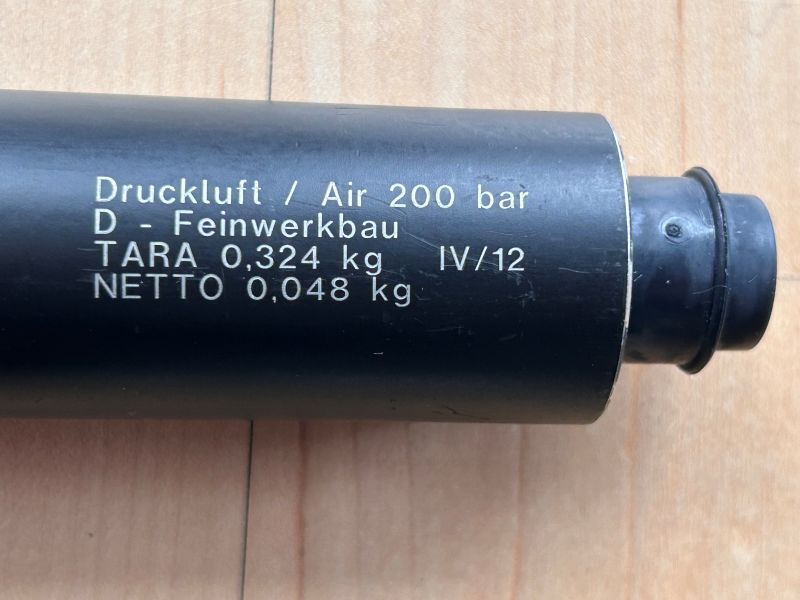 Druckluft / Air 200 bar
D - Feinwerkbau
TARA 0,324 kg IV/12
NETTO 0,048 kg